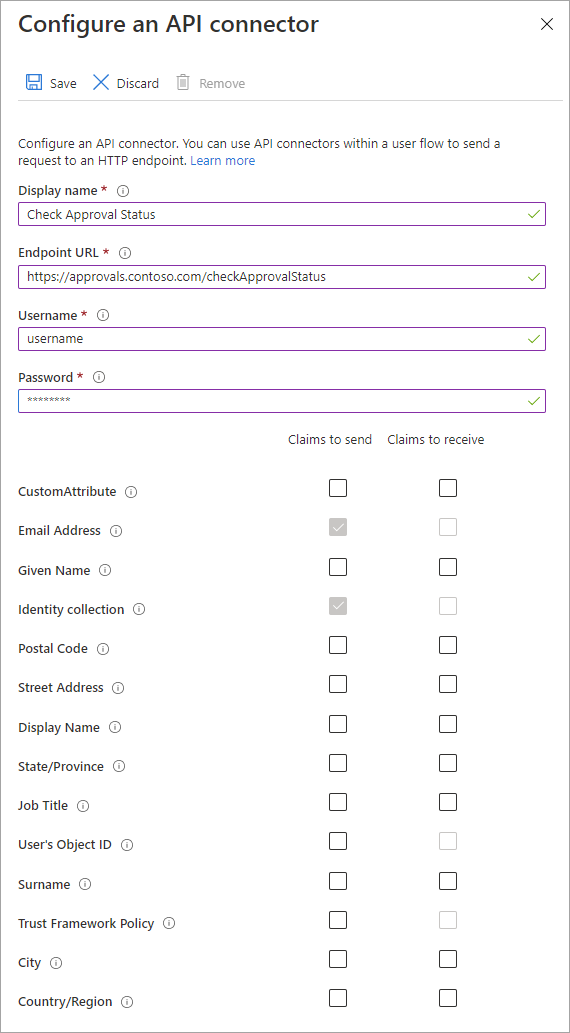 Configure an API connector
Save Discard Remove
Configure an API connector. You can use API connectors within a user flow to send a
request to an HTTP endpoint. Learn more
Display name *
Check Approval Status
Endpoint URL *
https://approvals.contoso.com/checkApprovalStatus
Username *
username
Password *
********
Claims to send Claims to receive
CustomAttribute
Email Address
Given Name
Identity collection
Postal Code
Street Address
Display Name
State/Province
Job Title
User's Object ID
Surname
Trust Framework Policy
City
Country/Region